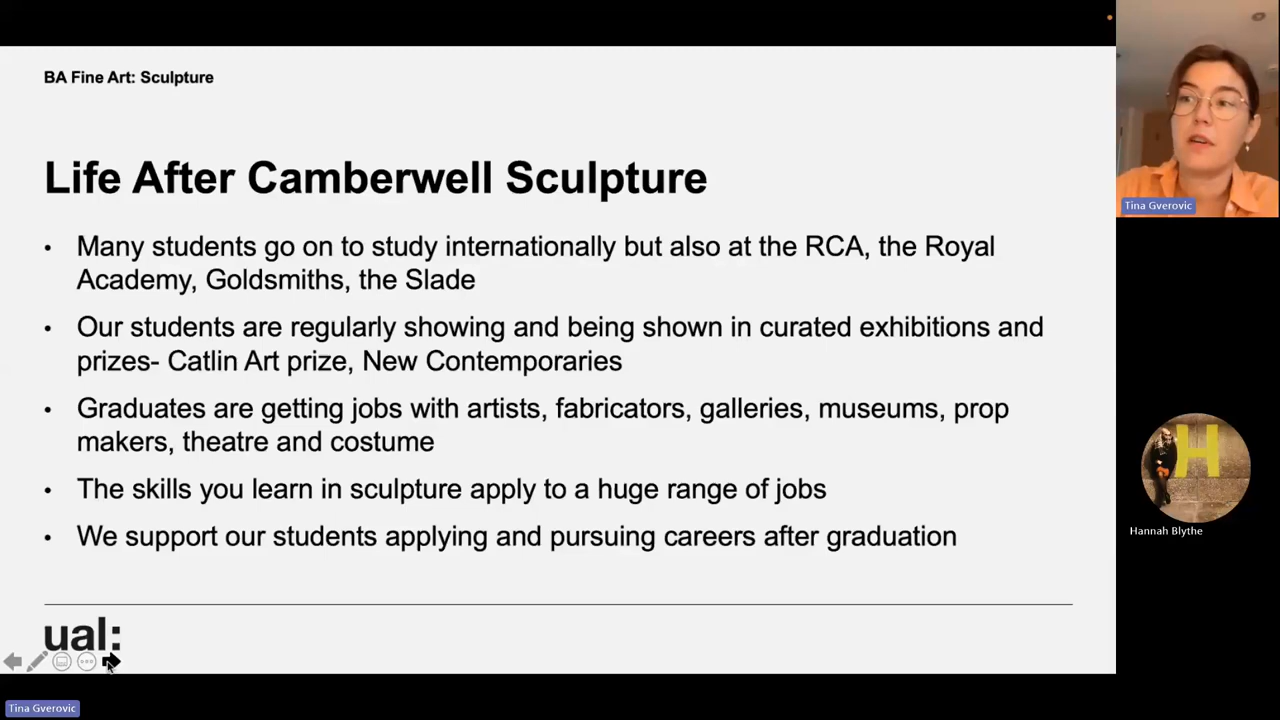 BA Fine Art: Sculpture
Life After Camberwell Sculpture
• Many students go on to study internationally but also at the RCA, the Royal
Academy, Goldsmiths, the Slade
• Our students are regularly showing and being shown in curated exhibitions and
prizes- Catlin Art prize, New Contemporaries
• Graduates are getting jobs with artists, fabricators, galleries, museums, prop
makers, theatre and costume
• The skills you learn in sculpture apply to a huge range of jobs
• We support our students applying and pursuing careers after graduation
ual:
Tina Gverovic
H
Hannah Blythe
Tina Gverovic